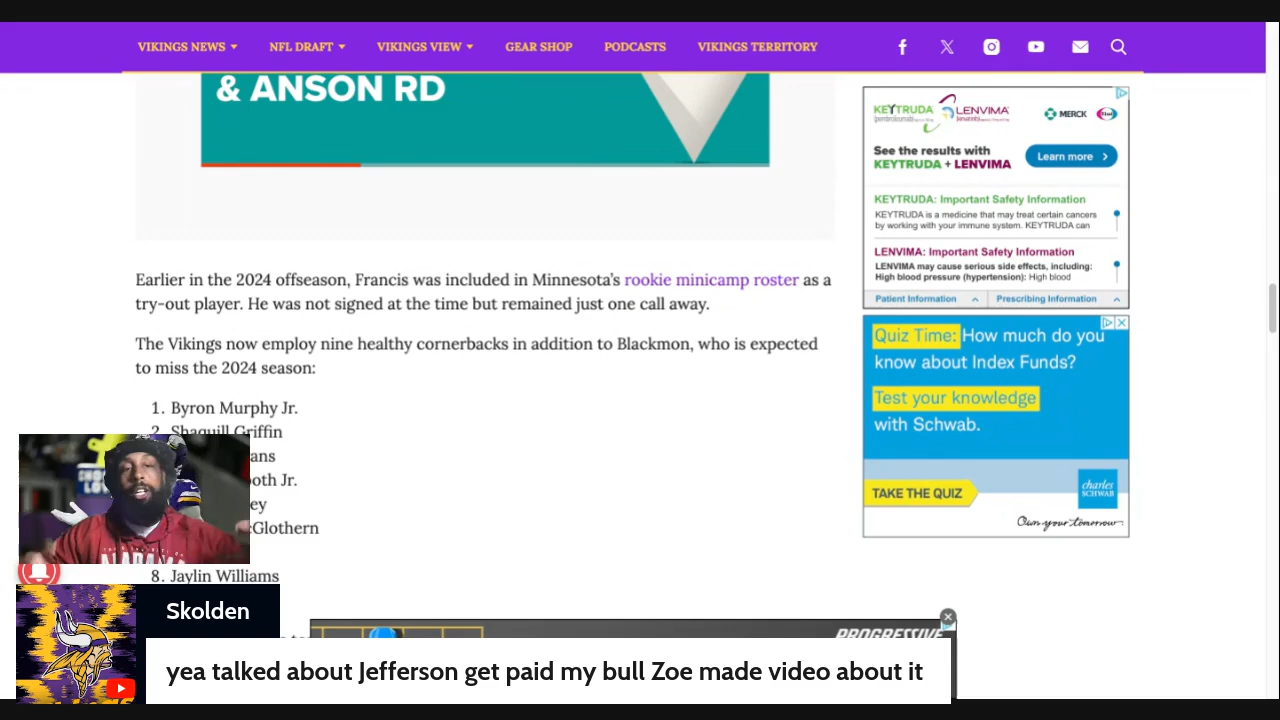 VIKINGS NEWS NFL DRAFT VIKINGS VIEW GEAR SHOP PODCASTS VIKINGS TERRITORY
& ANSON RD
KEYTRUDA LENVIMA MERCK
See the results with
KEYTRUDA + LENVIMA
Learn more
KEYTRUDA: Important Safety Information
KEYTRUDA is a medicine that may treat certain cancers
by working with your immune system. KEYTRUDA can
LENVIMA: Important Safety Information
LENVIMA may cause serious side effects, including:
High blood pressure (hypertension): High blood
Patient Information Prescribing Information
Earlier in the 2024 offseason, Francis was included in Minnesota's rookie minicamp roster as a
try-out player. He was not signed at the time but remained just one call away.
The Vikings now employ nine healthy cornerbacks in addition to Blackmon, who is expected
to miss the 2024 season:
1. Byron Murphy Jr.
2. Shaquill Griffin
ans
oth Jr.
ey
Glothern
8. Jaylin Williams
Quiz Time: How much do you
know about Index Funds?
Test your knowledge
with Schwab.
TAKE THE QUIZ
charles
SCHWAB
Own your tomorrow
PROGRESSIVE
Skolden
yea talked about Jefferson get paid my bull Zoe made video about it